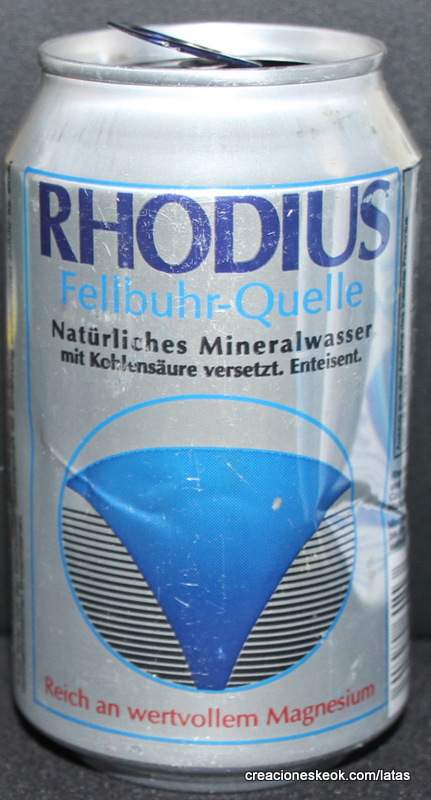 RHODIUS
Fellbuhr-Quelle
Natürliches Mineralwasser
mit Kohlensäure versetzt. Enteisent.
Reich an wertvollem Magnesium
creacioneskeok.com/latas